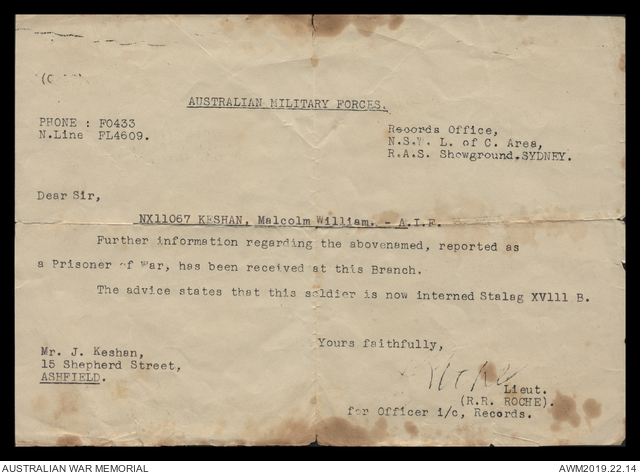 AUSTRALIAN MILITARY FORCES.
PHONE : FO433
N.Line FL4609.
Records Office,
N.S.W. L. of C. Area,
R.A.S. Showground.SYDNEY.
Dear Sir,
NX11067 KESHAN, Malcolm William. - A.I.F.
Further information regarding the abovenamed, reported as
a Prisoner of War, has been received at this Branch.
The advice states that this soldier is now interned Stalag XV111 B.
Yours faithfully,
Mr. J. Keshan,
15 Shepherd Street,
ASHFIELD.
Lieut.
(R.R. ROCHE).
for Officer i/c, Records.
AUSTRALIAN WAR MEMORIAL
AWM2019.22.14